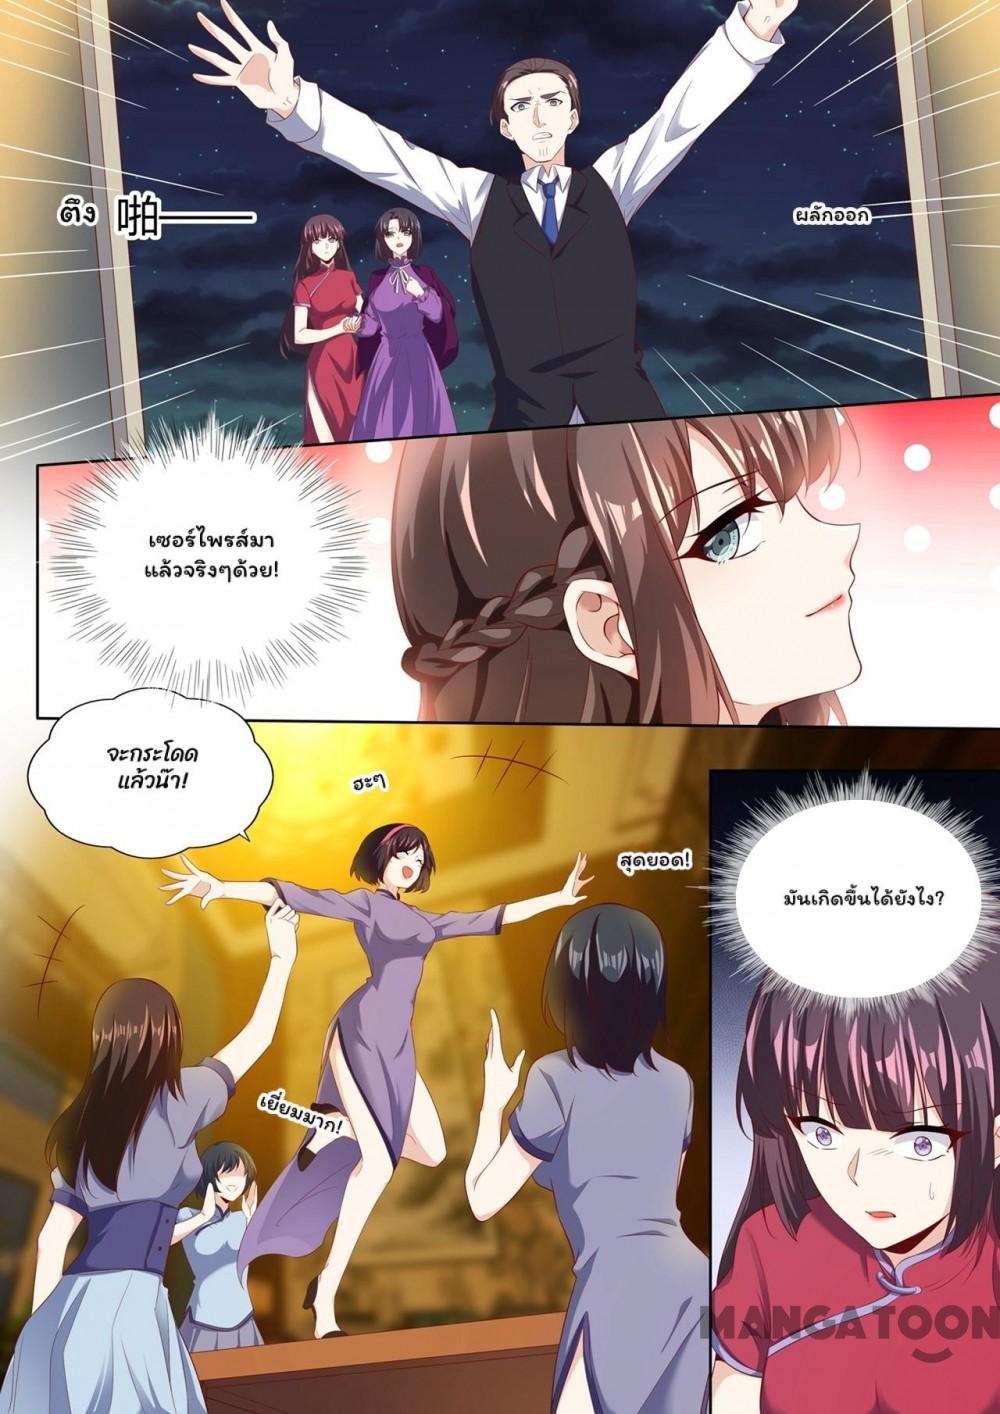 ตึง 啪——
ผลักออก
เซอร์ไพรส์มา
แล้วจริงๆด้วย!
จะกระโดด
แล้วน๊า!
ฮะๆ
สุดยอด!
มันเกิดขึ้นได้ยังไง?
เยี่ยมมาก!
MANGATOON